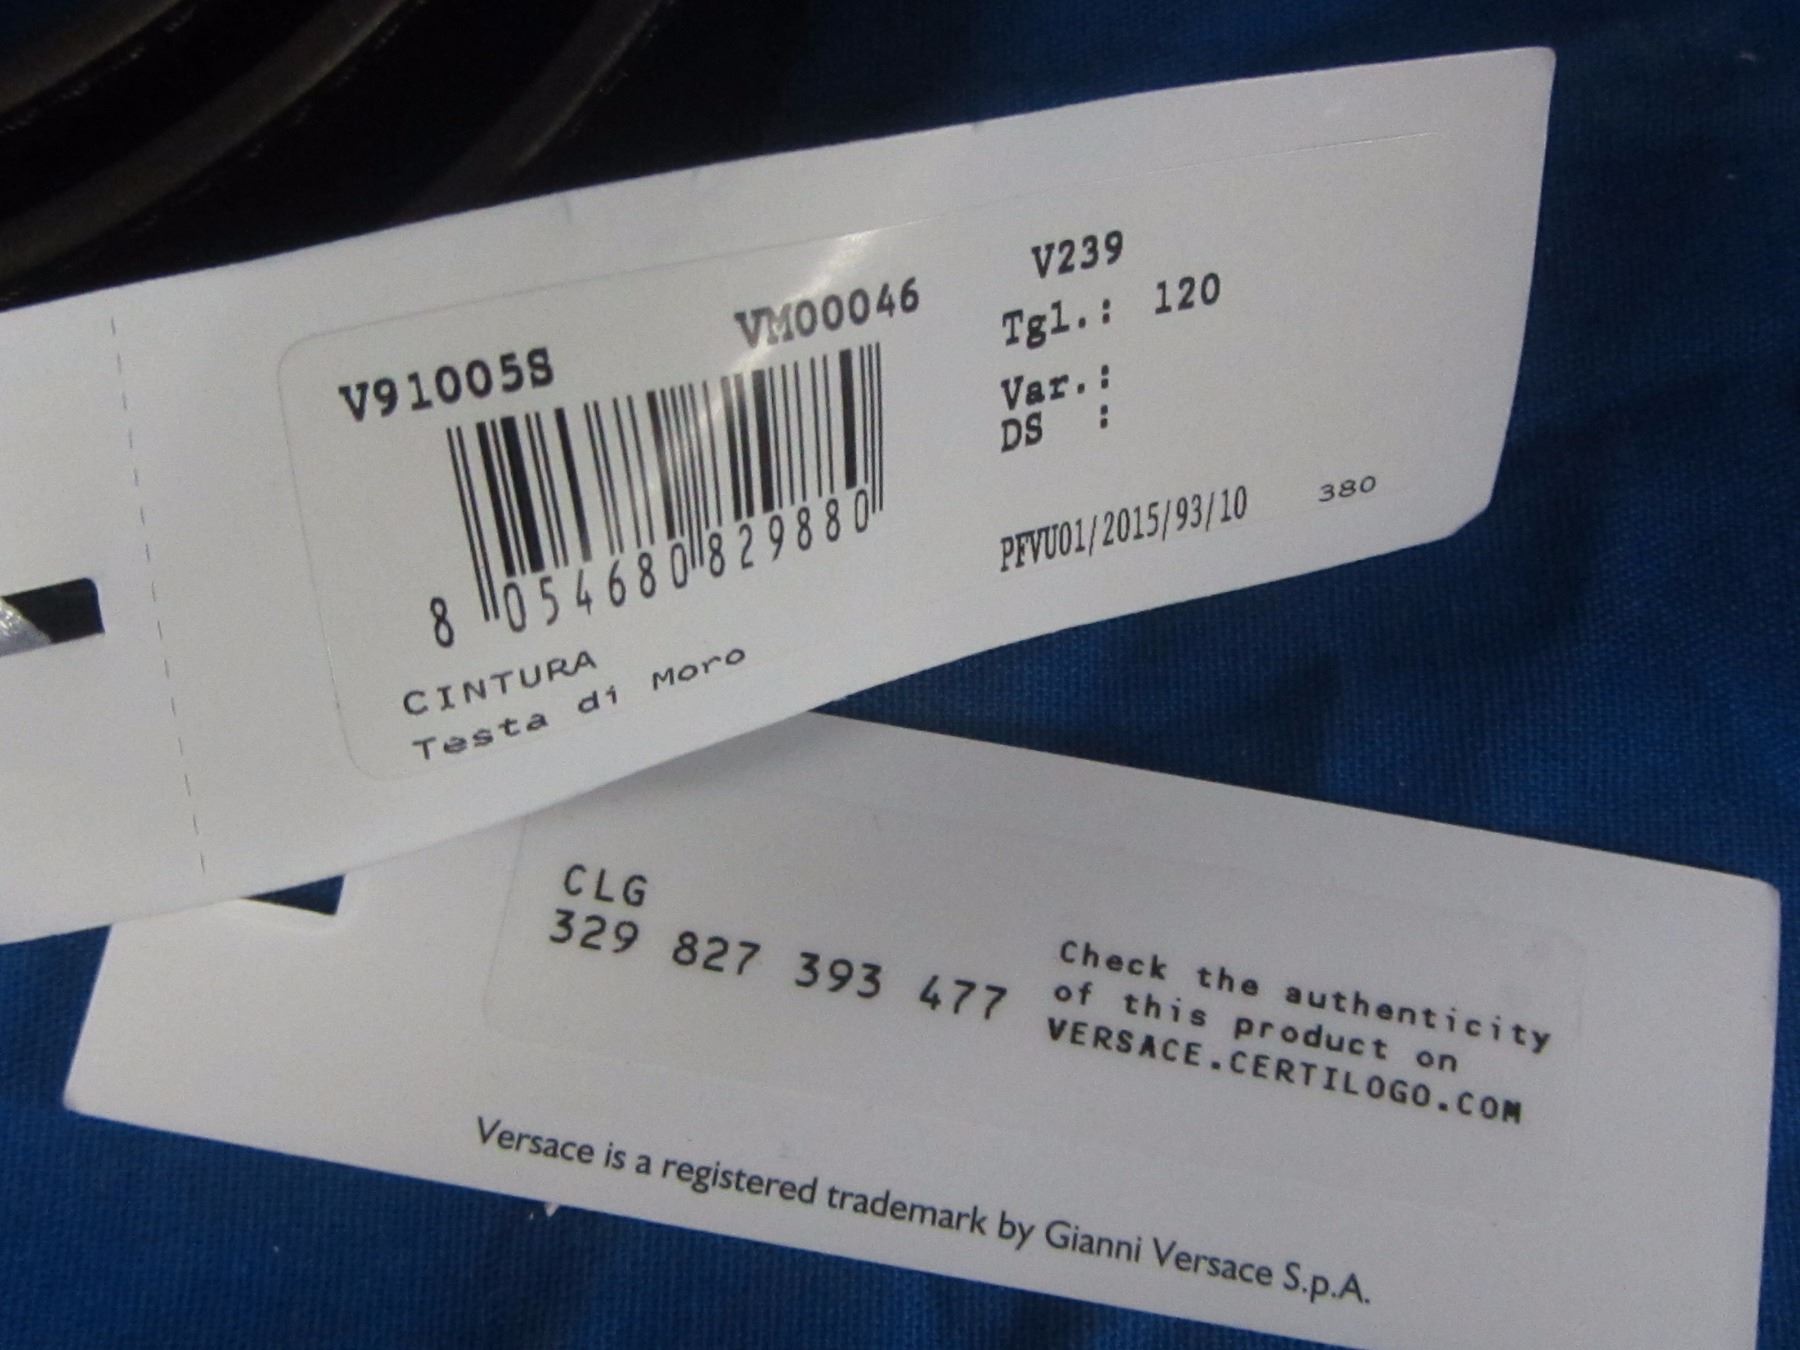 V91005S VM00046
8 054680 829880
CINTURA
Testa di Moro
V239
Tgl.: 120
Var.:
DS :
PFVU01/2015/93/10 380
CLG
329 827 393 477
Check the authenticity
of this product on
VERSACE.CERTILOGO.COM
Versace is a registered trademark by Gianni Versace S.p.A.